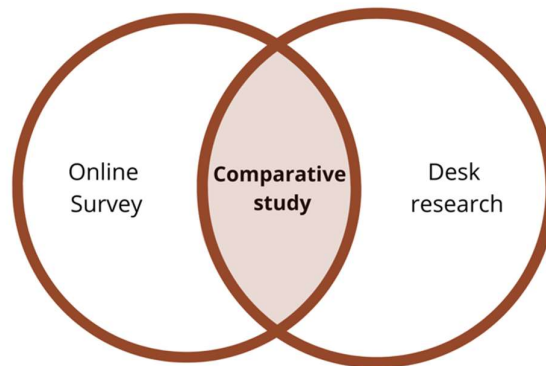 Online
Survey
Comparative
study
Desk
research